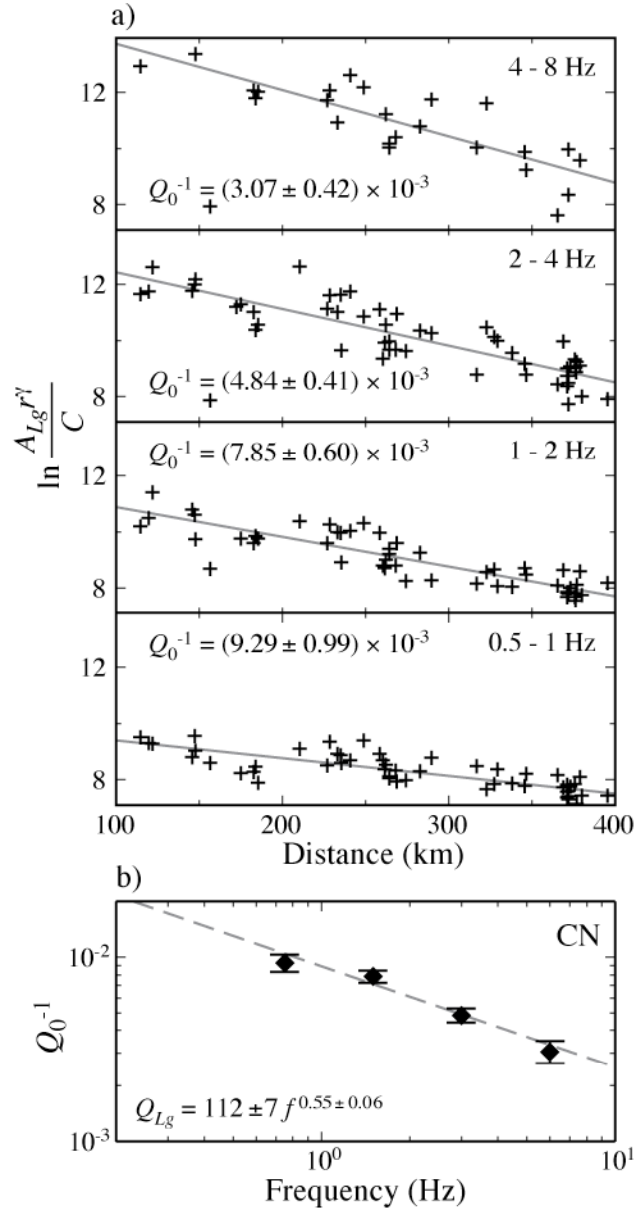 a)
4 - 8 Hz
12
8
Q₀⁻¹ = (3.07 ± 0.42) × 10⁻³
2 - 4 Hz
12
8
Q₀⁻¹ = (4.84 ± 0.41) × 10⁻³
ln A_Lg r^γ / C
Q₀⁻¹ = (7.85 ± 0.60) × 10⁻³
1 - 2 Hz
12
8
Q₀⁻¹ = (9.29 ± 0.99) × 10⁻³
0.5 - 1 Hz
12
8
100 200 300 400
Distance (km)
b)
CN
10⁻²
Q₀⁻¹
Q_Lg = 112 ±7 f^0.55 ± 0.06
10⁻³
10⁰ 10¹
Frequency (Hz)